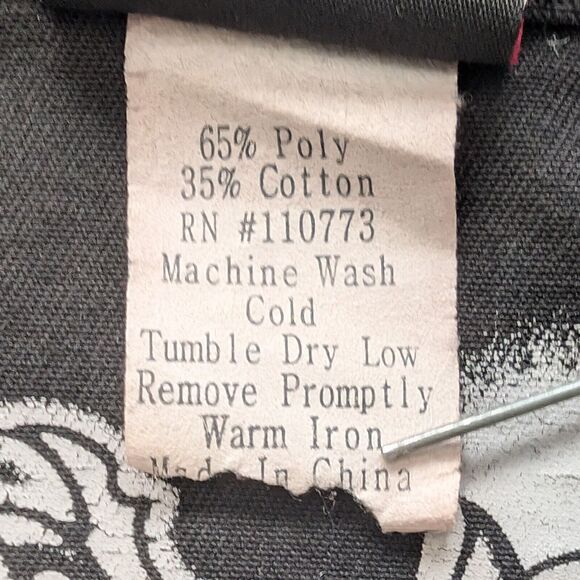 65% Poly
35% Cotton
RN #110773
Machine Wash
Cold
Tumble Dry Low
Remove Promptly
Warm Iron
Made In China